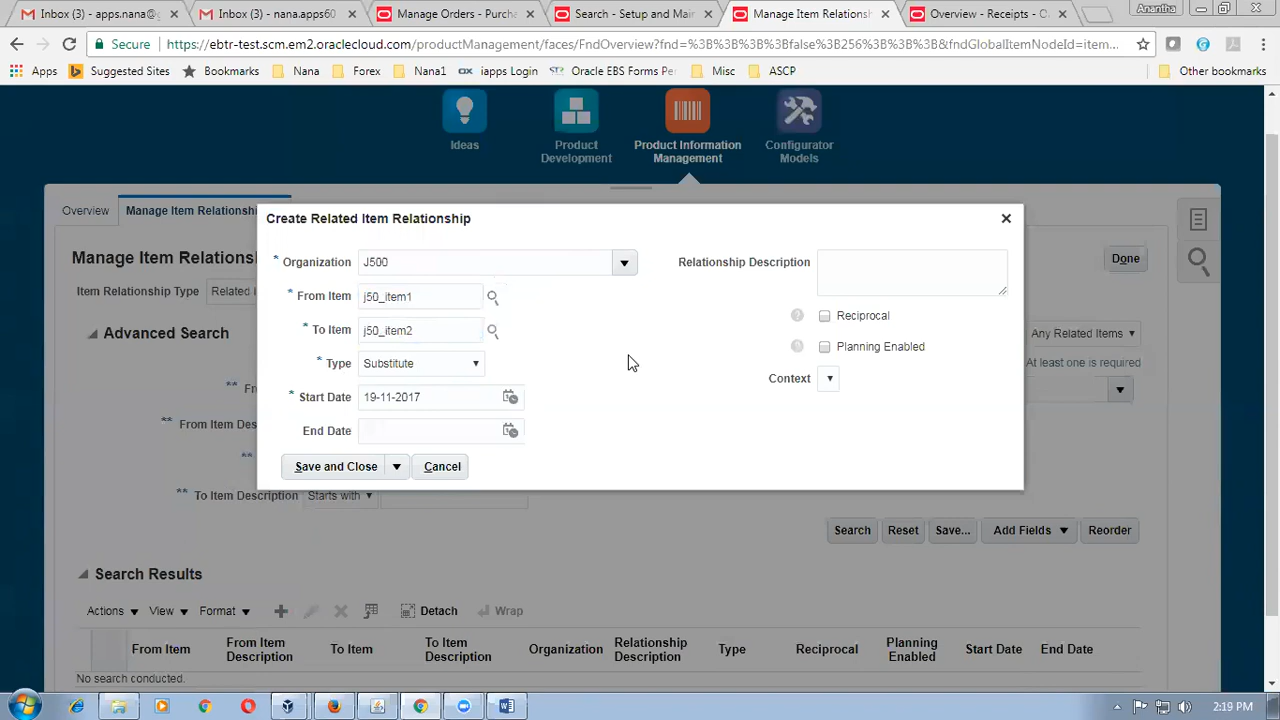 Inbox (3) - appsnana@g
Inbox (3) - nana.apps60
Manage Orders - Purcha
Search - Setup and Main
Manage Item Relationsh
Overview - Receipts - O
Anantha
Secure
https://ebtr-test.scm.em2.oraclecloud.com/productManagement/faces/FndOverview?fnd=%3B%3B%3B%3Bfalse%3B256%3B%3B%3B&fndGlobalItemNodeId=item...
Apps
Suggested Sites
Bookmarks
Nana
Forex
Nana1
iapps Login
Oracle EBS Forms Per
Misc
ASCP
Other bookmarks
Ideas
Product Development
Product Information Management
Configurator Models
Overview
Manage Item Relationsh
Manage Item Relationsh
Done
Item Relationship Type
Related I
Advanced Search
Any Related Items
At least one is required
** Fr
** From Item Des
**
** To Item Description
Starts with
Create Related Item Relationship
* Organization
J500
* From Item
j50_item1
* To Item
j50_item2
* Type
Substitute
* Start Date
19-11-2017
End Date
Relationship Description
Reciprocal
Planning Enabled
Context
Save and Close
Cancel
Search
Reset
Save...
Add Fields
Reorder
Search Results
Actions
View
Format
Detach
Wrap
From Item
From Item Description
To Item
To Item Description
Organization
Relationship Description
Type
Reciprocal
Planning Enabled
Start Date
End Date
No search conducted.
2:19 PM